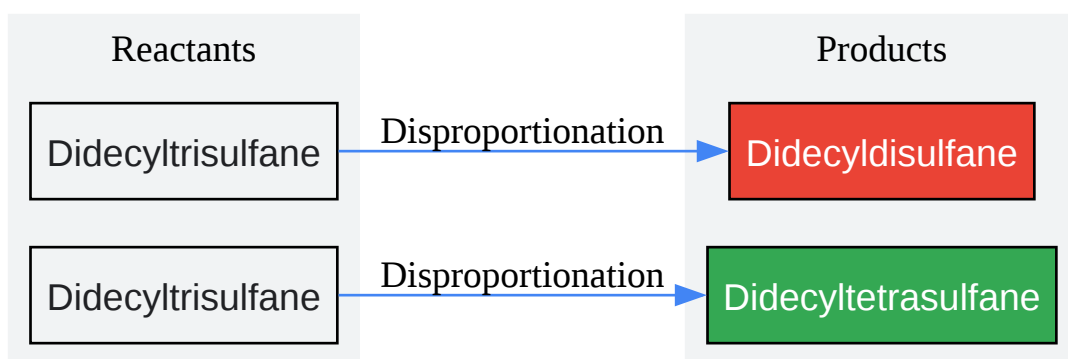 Reactants
Products
Didecyltrisulfane
Disproportionation
Didecyldisulfane
Didecyltrisulfane
Disproportionation
Didecyltetrasulfane